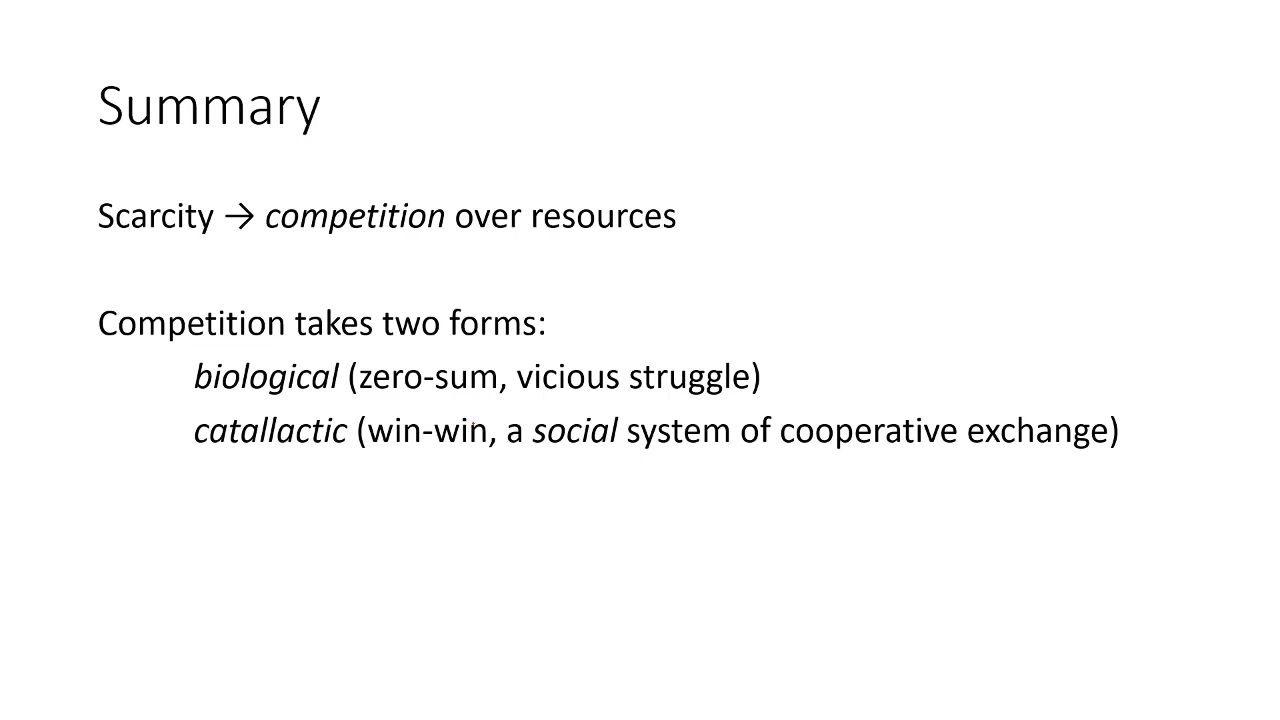 Summary
Scarcity → competition over resources
Competition takes two forms:
biological (zero-sum, vicious struggle)
catallactic (win-win, a social system of cooperative exchange)